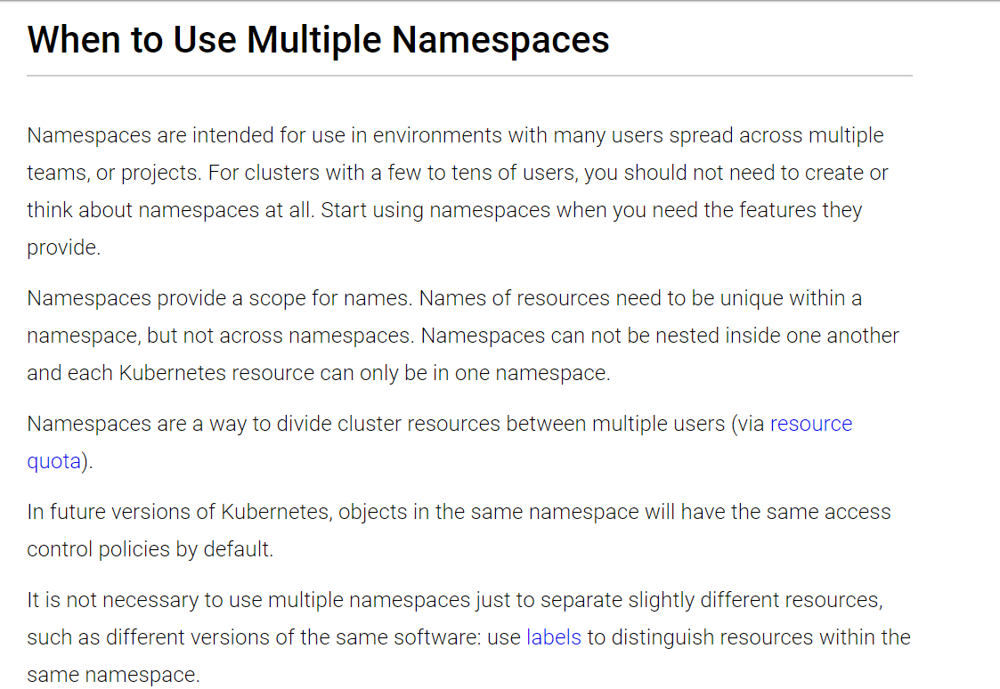 When to Use Multiple Namespaces
Namespaces are intended for use in environments with many users spread across multiple
teams, or projects. For clusters with a few to tens of users, you should not need to create or
think about namespaces at all. Start using namespaces when you need the features they
provide.
Namespaces provide a scope for names. Names of resources need to be unique within a
namespace, but not across namespaces. Namespaces can not be nested inside one another
and each Kubernetes resource can only be in one namespace.
Namespaces are a way to divide cluster resources between multiple users (via resource
quota).
In future versions of Kubernetes, objects in the same namespace will have the same access
control policies by default.
It is not necessary to use multiple namespaces just to separate slightly different resources,
such as different versions of the same software: use labels to distinguish resources within the
same namespace.